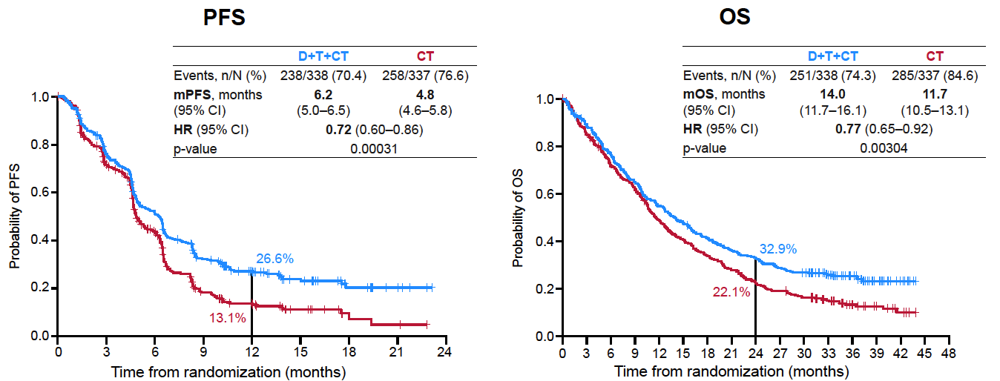 PFS
D+T+CT CT
Events, n/N (%) 238/338 (70.4) 258/337 (76.6)
mPFS, months 6.2 4.8
(95% CI) (5.0–6.5) (4.6–5.8)
HR (95% CI) 0.72 (0.60–0.86)
p-value 0.00031
Probability of PFS
1.0
0.8
0.6
0.4
0.2
0.0
26.6%
13.1%
0 3 6 9 12 15 18 21 24
Time from randomization (months)
OS
D+T+CT CT
Events, n/N (%) 251/338 (74.3) 285/337 (84.6)
mOS, months 14.0 11.7
(95% CI) (11.7–16.1) (10.5–13.1)
HR (95% CI) 0.77 (0.65–0.92)
p-value 0.00304
Probability of OS
1.0
0.8
0.6
0.4
0.2
0.0
32.9%
22.1%
0 3 6 9 12 15 18 21 24 27 30 33 36 39 42 45 48
Time from randomization (months)